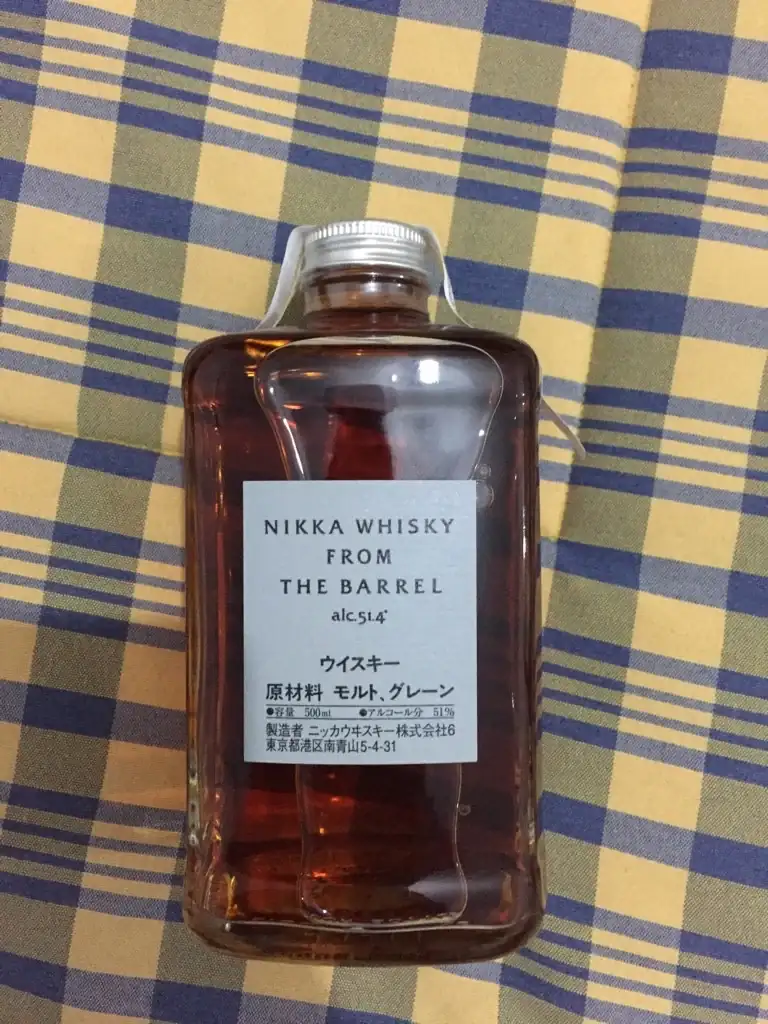 NIKKA WHISKY
FROM
THE BARREL
alc.51.4°
ウイスキー
原材料 モルト、グレーン
●容量 500ml ●アルコール分 51%
製造者 ニッカウヰスキー株式会社6
東京都港区南青山5-4-31